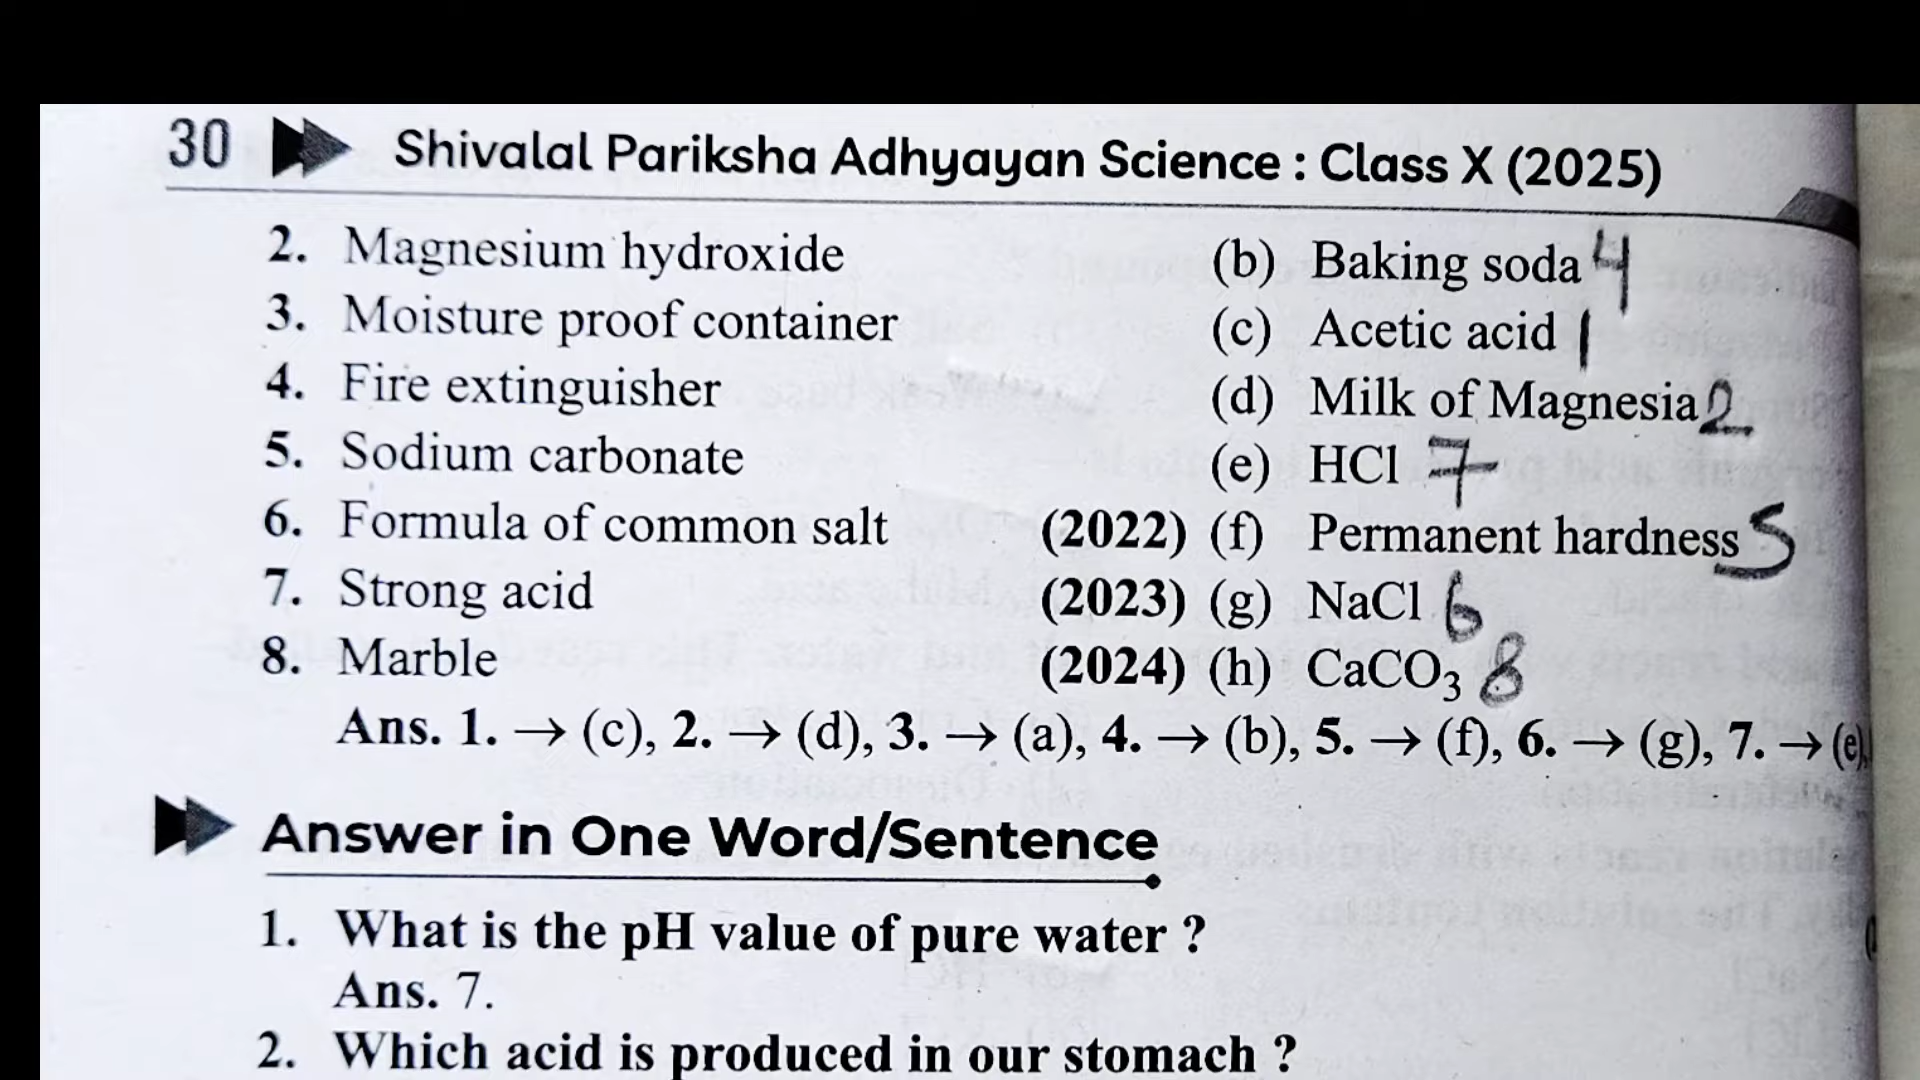 30 Shivalal Pariksha Adhyayan Science : Class X (2025)
2. Magnesium hydroxide (b) Baking soda 4
3. Moisture proof container (c) Acetic acid 1
4. Fire extinguisher (d) Milk of Magnesia 2
5. Sodium carbonate (e) HCl 7
6. Formula of common salt (2022) (f) Permanent hardness 5
7. Strong acid (2023) (g) NaCl 6
8. Marble (2024) (h) CaCO₃ 8
Ans. 1. → (c), 2. → (d), 3. → (a), 4. → (b), 5. → (f), 6. → (g), 7. → (e),
Answer in One Word/Sentence
1. What is the pH value of pure water ?
Ans. 7.
2. Which acid is produced in our stomach ?